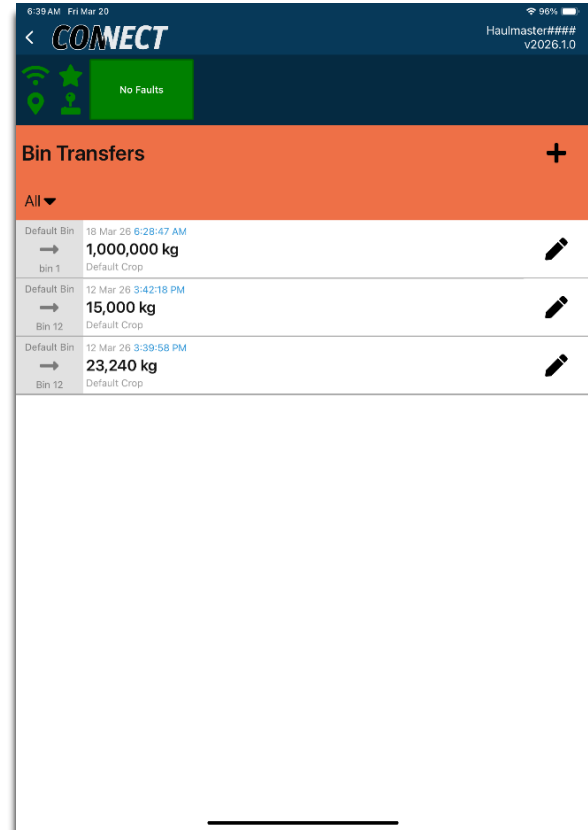 6:39 AM Fri Mar 20
96%
CONNECT
Haulmaster####
v2026.1.0
No Faults
Bin Transfers
All
Default Bin
18 Mar 26 6:28:47 AM
1,000,000 kg
bin 1
Default Crop
Default Bin
12 Mar 26 3:42:18 PM
15,000 kg
Bin 12
Default Crop
Default Bin
12 Mar 26 3:39:58 PM
23,240 kg
Bin 12
Default Crop